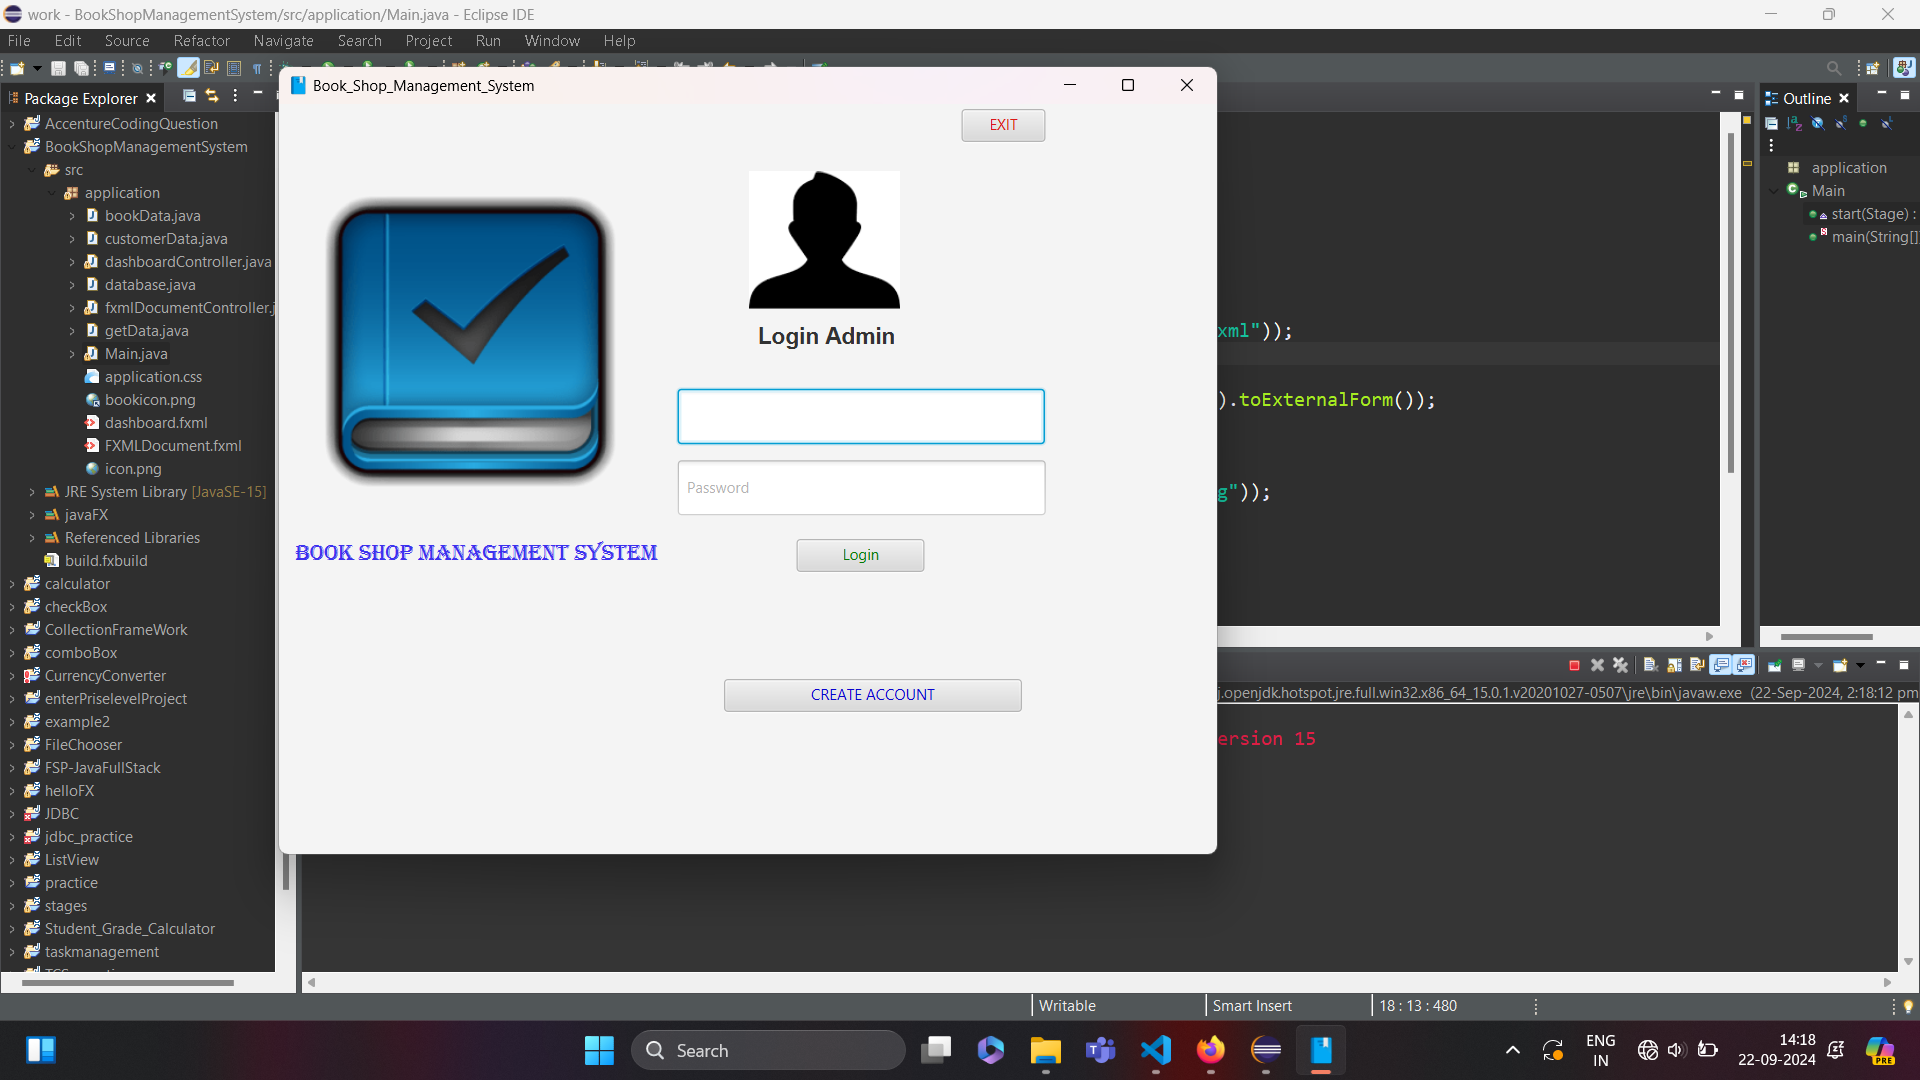 work - BookShopManagementSystem/src/application/Main.java - Eclipse IDE
File Edit Source Refactor Navigate Search Project Run Window Help
Package Explorer
AccentureCodingQuestion
BookShopManagementSystem
src
application
bookData.java
customerData.java
dashboardController.java
database.java
fxmlDocumentController.j
getData.java
Main.java
application.css
bookicon.png
dashboard.fxml
FXMLDocument.fxml
icon.png
JRE System Library [JavaSE-15]
javaFX
Referenced Libraries
build.fxbuild
calculator
checkBox
CollectionFrameWork
comboBox
CurrencyConverter
enterPriselevelProject
example2
FileChooser
FSP-JavaFullStack
helloFX
JDBC
jdbc_practice
ListView
practice
stages
Student_Grade_Calculator
taskmanagement
Book_Shop_Management_System
EXIT
Login Admin
Password
Login
BOOK SHOP MANAGEMENT SYSTEM
CREATE ACCOUNT
xml"));
).toExternalForm());
g"));
Outline
application
Main
start(Stage) :
main(String[]
j.openjdk.hotspot.jre.full.win32.x86_64_15.0.1.v20201027-0507\jre\bin\javaw.exe (22-Sep-2024, 2:18:12 pm
ersion 15
Writable Smart Insert 18 : 13 : 480
Search
ENG
IN
14:18
22-09-2024
PRE